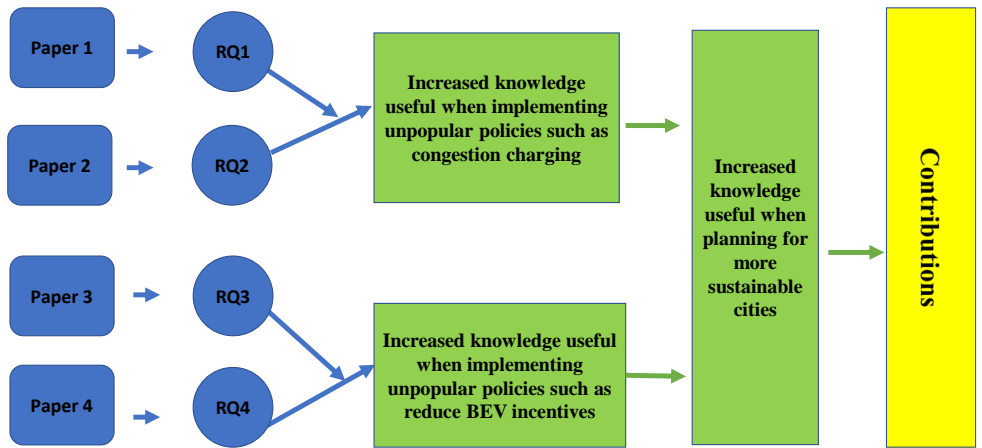 Paper 1
RQ1
Paper 2
RQ2
Increased knowledge
useful when implementing
unpopular policies such as
congestion charging
Paper 3
RQ3
Paper 4
RQ4
Increased knowledge useful
when implementing
unpopular policies such as
reduce BEV incentives
Increased
knowledge
useful when
planning for
more
sustainable
cities
Contributions